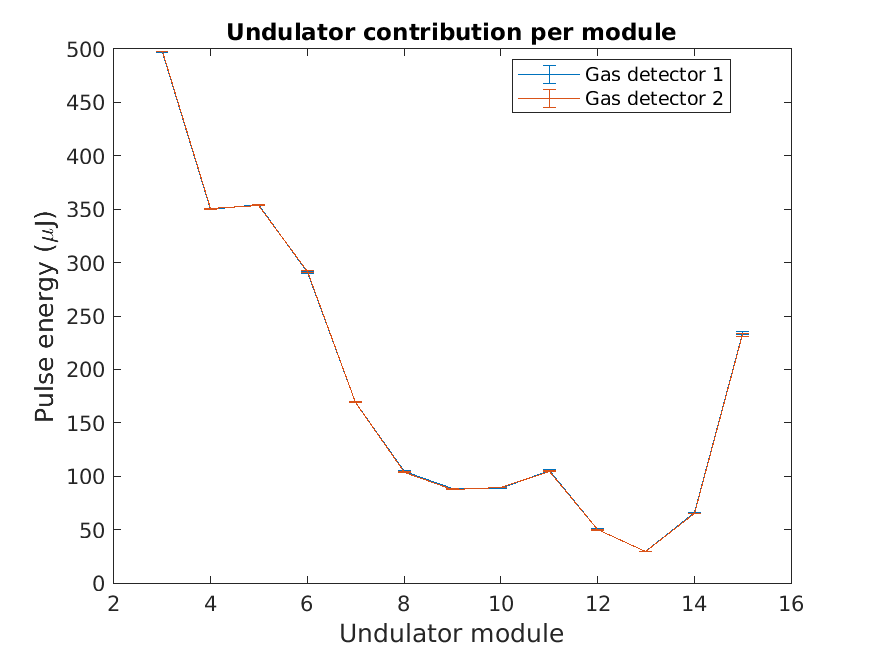 Undulator contribution per module
Gas detector 1
Gas detector 2
Pulse energy (μJ)
500
450
400
350
300
250
200
150
100
50
0
2 4 6 8 10 12 14 16
Undulator module